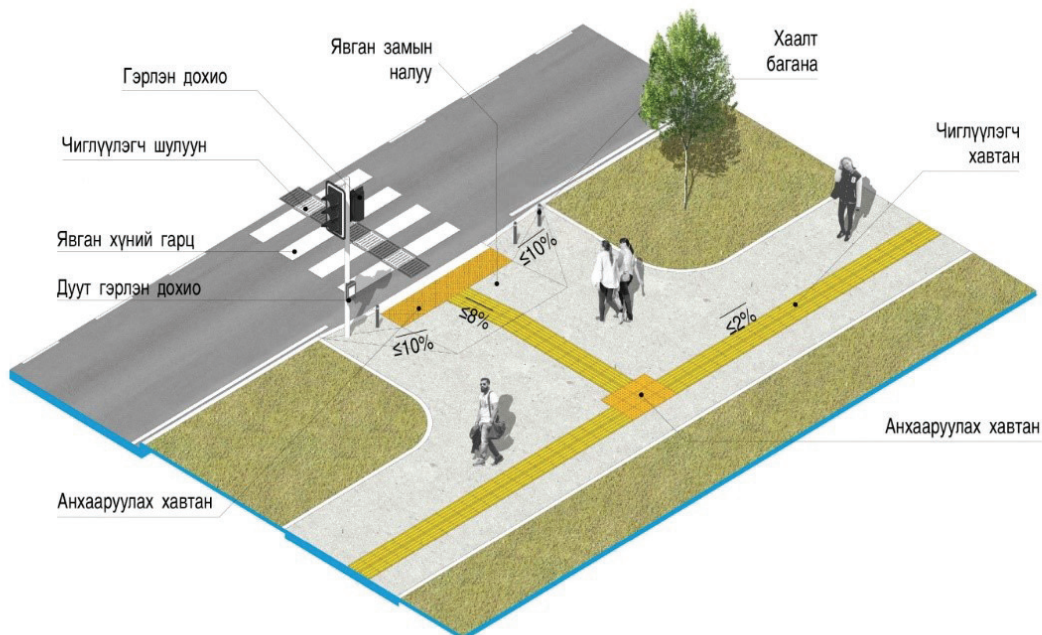 Явган замын
налуу
Хаалт
багана
Гэрлэн дохио
Чиглүүлэгч
хавтан
Чиглүүлэгч шулуун
Явган хүний гарц
Дуут гэрлэн дохио
≤10%
≤8%
≤10%
≤2%
Анхааруулах хавтан
Анхааруулах хавтан